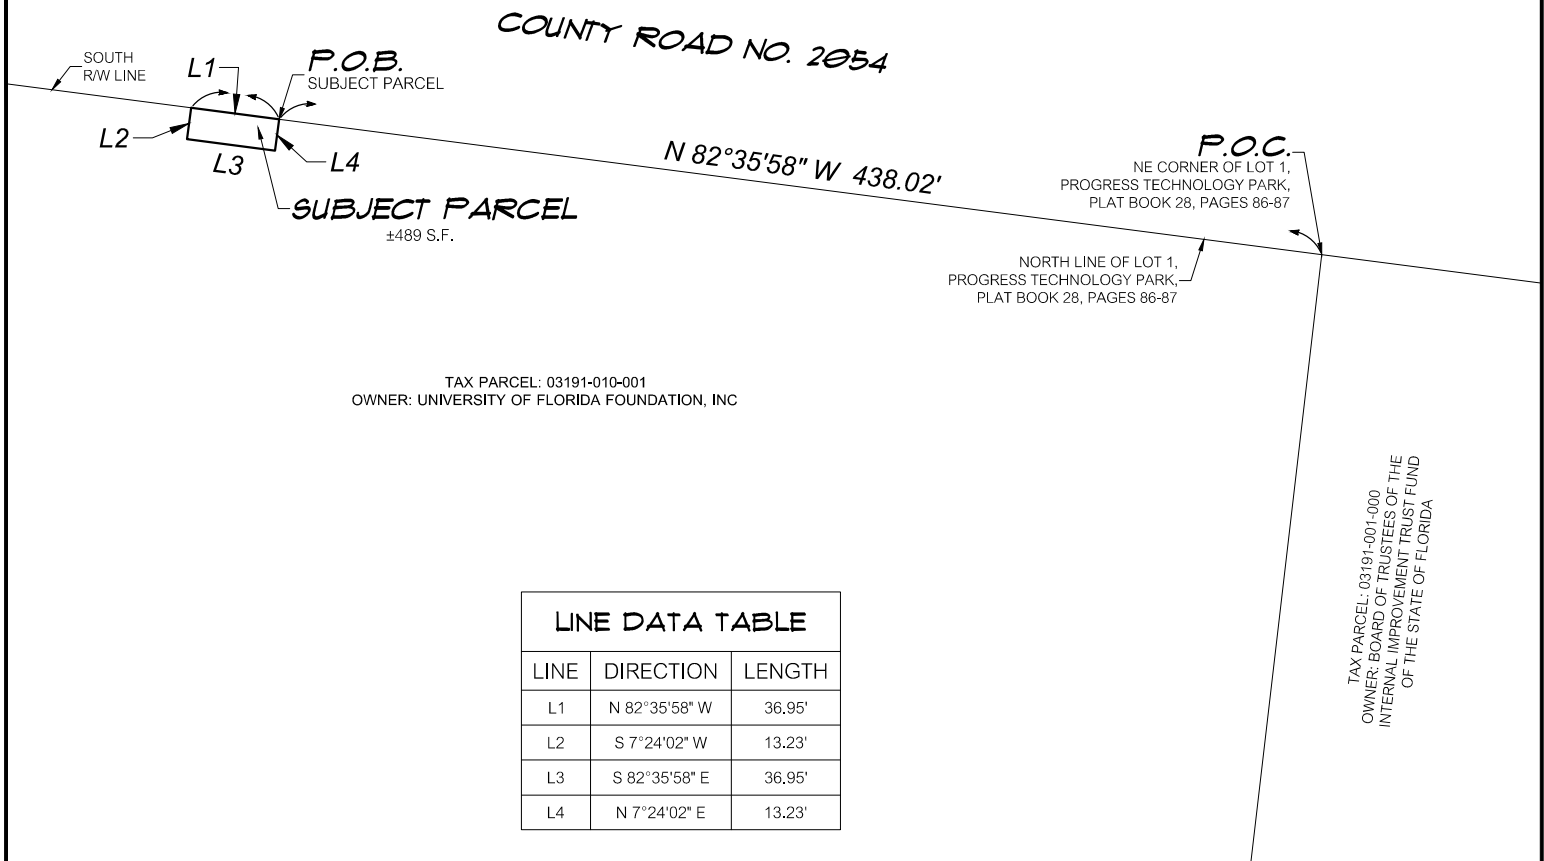 COUNTY ROAD NO. 2054
SOUTH
R/W LINE
L1
P.O.B.
SUBJECT PARCEL
L2
L3
L4
SUBJECT PARCEL
±489 S.F.
N 82°35'58" W 438.02'
P.O.C.
NE CORNER OF LOT 1,
PROGRESS TECHNOLOGY PARK,
PLAT BOOK 28, PAGES 86-87
NORTH LINE OF LOT 1,
PROGRESS TECHNOLOGY PARK,
PLAT BOOK 28, PAGES 86-87
TAX PARCEL: 03191-010-001
OWNER: UNIVERSITY OF FLORIDA FOUNDATION, INC
TAX PARCEL: 03191-001-000
OWNER: BOARD OF TRUSTEES OF THE
INTERNAL IMPROVEMENT TRUST FUND
OF THE STATE OF FLORIDA
LINE DATA TABLE
LINE DIRECTION LENGTH
L1 N 82°35'58" W 36.95'
L2 S 7°24'02" W 13.23'
L3 S 82°35'58" E 36.95'
L4 N 7°24'02" E 13.23'